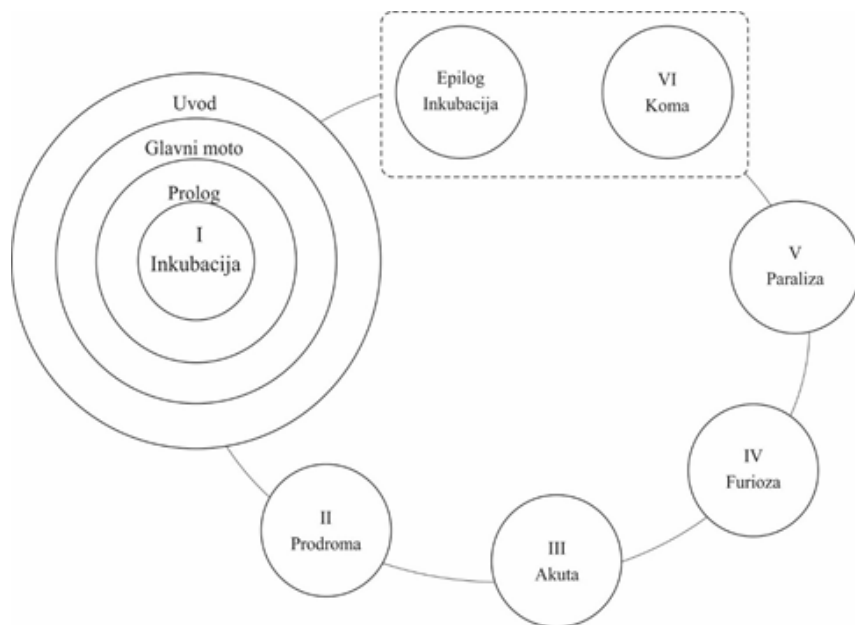 Uvod
Glavni moto
Prolog
I
Inkubacija
II
Prodroma
III
Akuta
IV
Furioza
V
Paraliza
VI
Koma
Epilog
Inkubacija